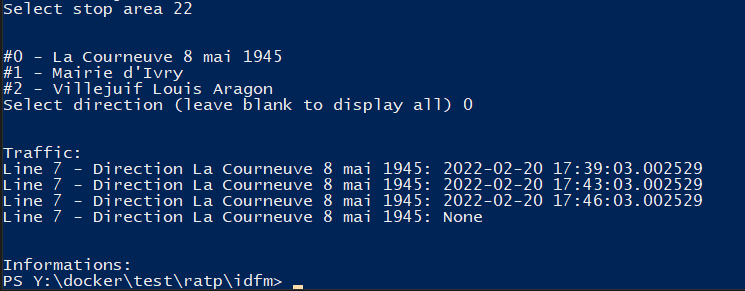 Select stop area 22
#0 - La Courneuve 8 mai 1945
#1 - Mairie d'Ivry
#2 - Villejuif Louis Aragon
Select direction (leave blank to display all) 0
Traffic:
Line 7 - Direction La Courneuve 8 mai 1945: 2022-02-20 17:39:03.002529
Line 7 - Direction La Courneuve 8 mai 1945: 2022-02-20 17:43:03.002529
Line 7 - Direction La Courneuve 8 mai 1945: 2022-02-20 17:46:03.002529
Line 7 - Direction La Courneuve 8 mai 1945: None
Informations:
PS Y:\docker\test\ratp\idfm>